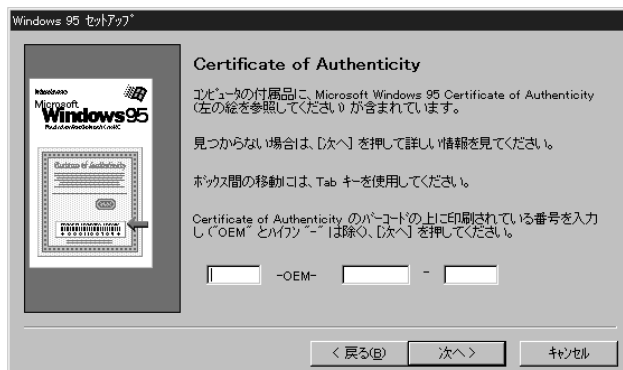 Windows 95 セットアップ
Certificate of Authenticity
コンピュータの付属品に、Microsoft Windows 95 Certificate of Authenticity
(左の絵を参照してください) が含まれています。
見つからない場合は、[次へ] を押して詳しい情報を見てください。
ボックス間の移動には、Tab キーを使用してください。
Certificate of Authenticity のバーコードの上に印刷されている番号を入力
し ("OEM" とハイフン "-" は除く)、[次へ] を押してください。
-OEM- -
Microsoft
Windows95
Certificate of Authenticity
< 戻る(B) 次へ > キャンセル